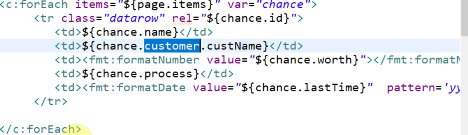 <c:forEach items="${page.items}" var="chance">
<tr class="datarow" rel="${chance.id}">
<td>${chance.name}</td>
<td>${chance.customer.custName}</td>
<td><fmt:formatNumber value="${chance.worth}"></fmt:formatN
<td>${chance.process}</td>
<td><fmt:formatDate value="${chance.lastTime}" pattern='yy
</tr>
</c:forEach>